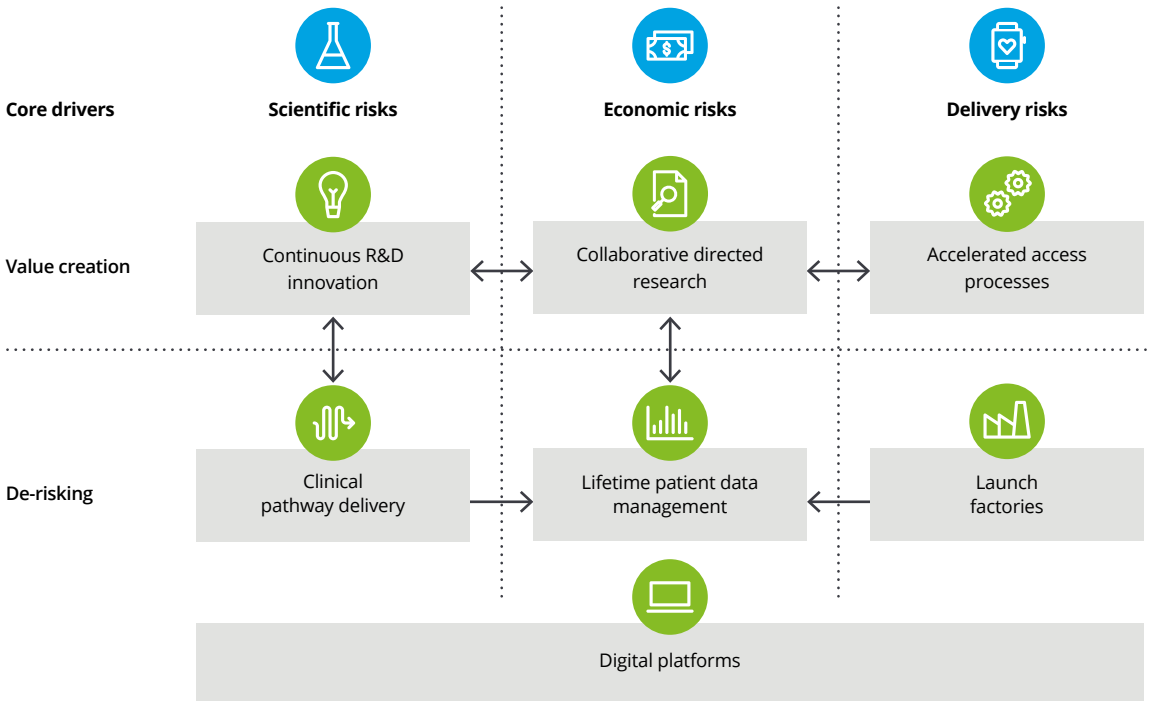 Core drivers
Scientific risks
Economic risks
$
Delivery risks
Value creation
Continuous R&D
innovation
Collaborative directed
research
Accelerated access
processes
De-risking
Clinical
pathway delivery
Lifetime patient data
management
Launch
factories
Digital platforms